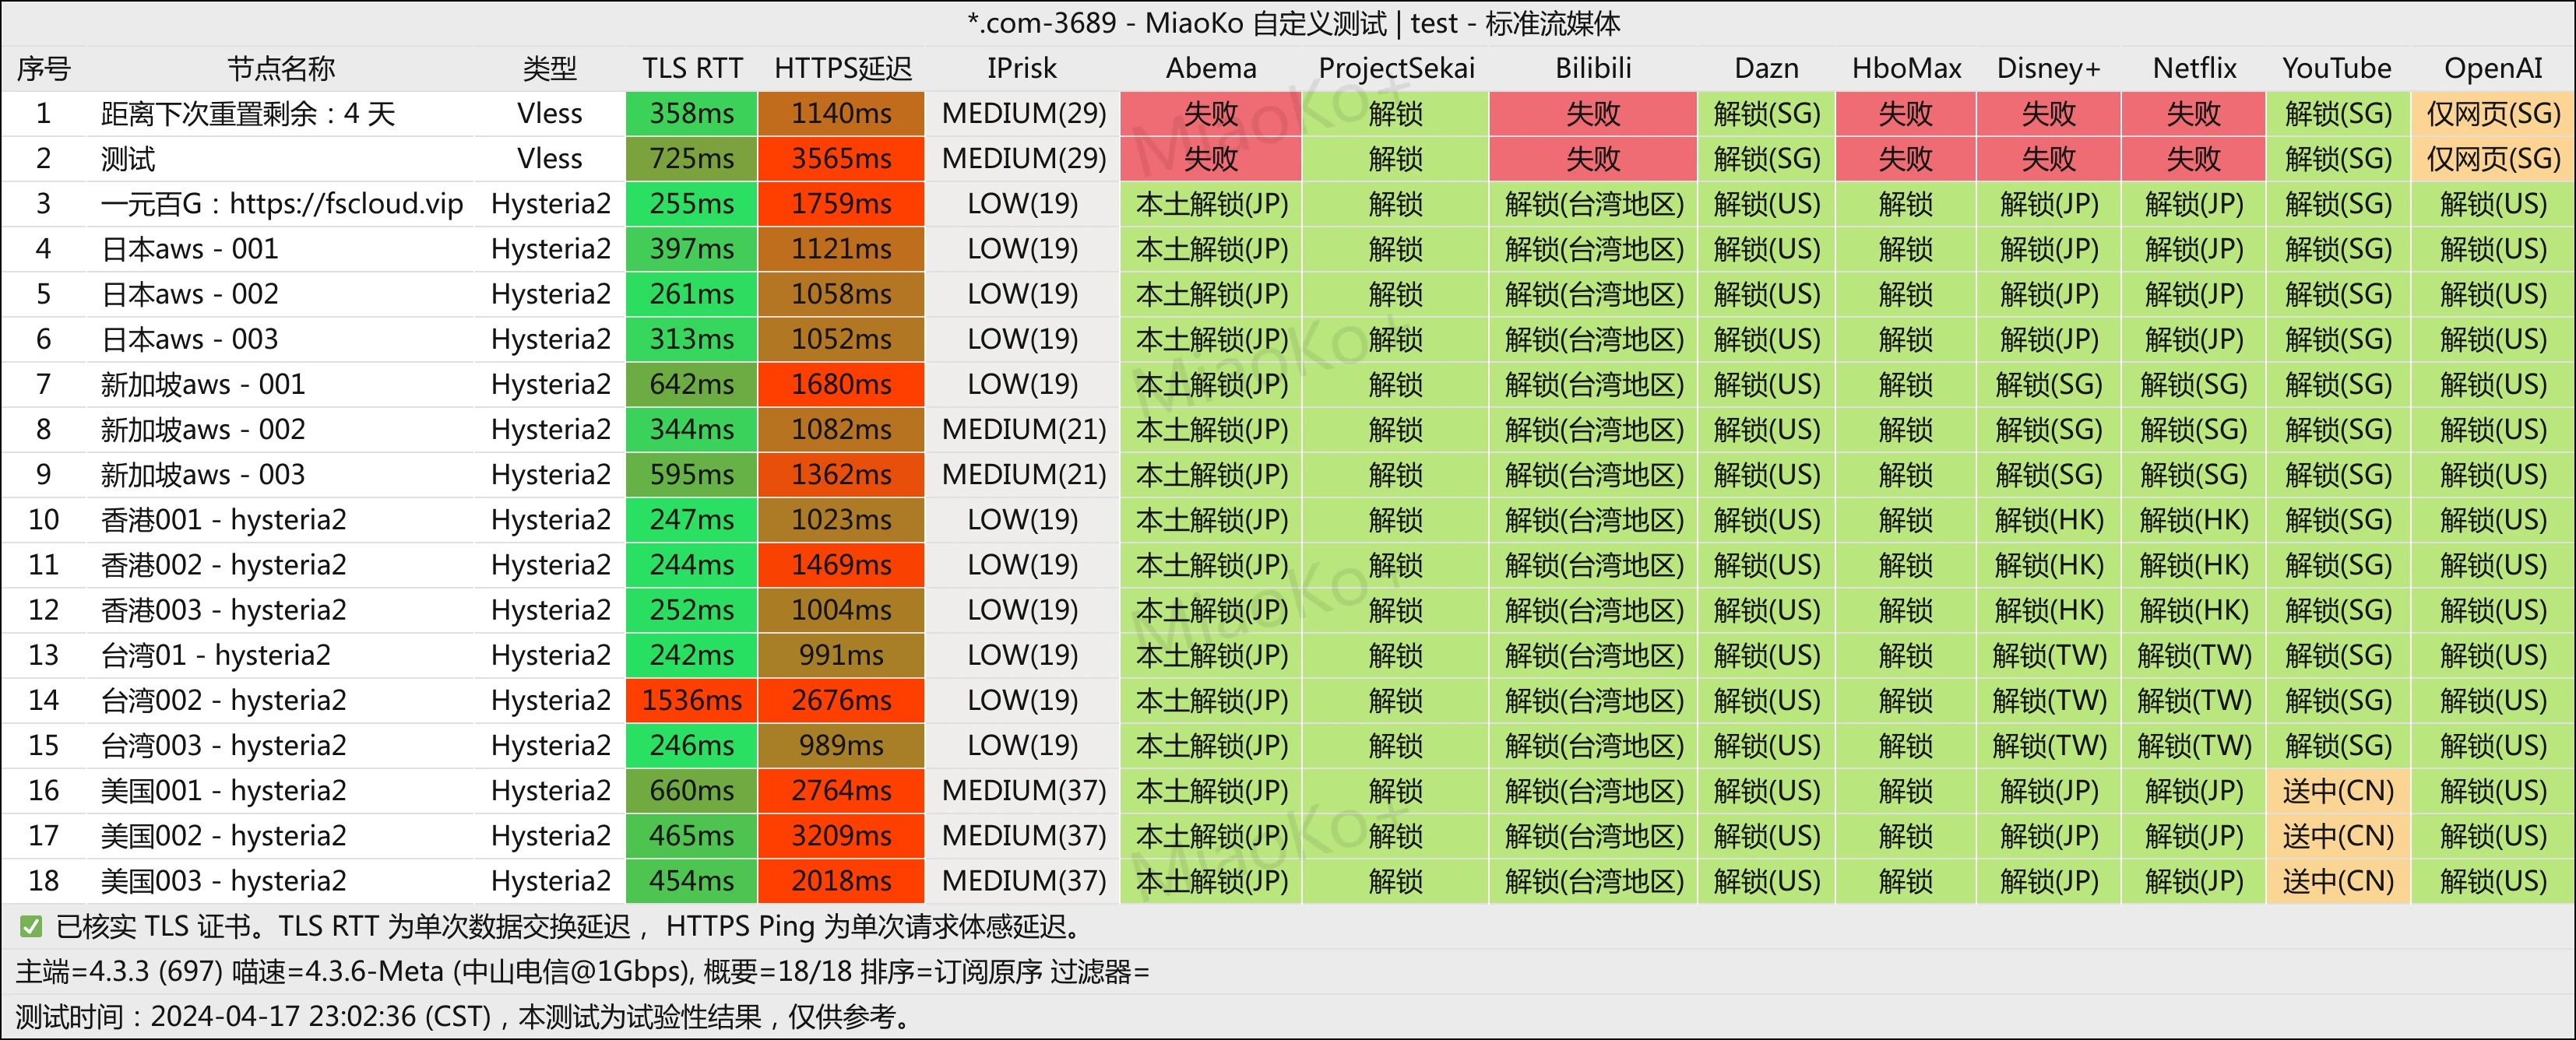 *.com-3689 - MiaoKo 自定义测试 | test - 标准流媒体
序号 节点名称 类型 TLS RTT HTTPS延迟 IPrisk Abema ProjectSekai Bilibili Dazn HboMax Disney+ Netflix YouTube OpenAI
1 距离下次重置剩余：4 天 Vless 358ms 1140ms MEDIUM(29) 失败 解锁 失败 解锁(SG) 失败 失败 失败 解锁(SG) 仅网页(SG)
2 测试 Vless 725ms 3565ms MEDIUM(29) 失败 解锁 失败 解锁(SG) 失败 失败 失败 解锁(SG) 仅网页(SG)
3 一元百G：https://fscloud.vip Hysteria2 255ms 1759ms LOW(19) 本土解锁(JP) 解锁 解锁(台湾地区) 解锁(US) 解锁 解锁(JP) 解锁(JP) 解锁(SG) 解锁(US)
4 日本aws - 001 Hysteria2 397ms 1121ms LOW(19) 本土解锁(JP) 解锁 解锁(台湾地区) 解锁(US) 解锁 解锁(JP) 解锁(JP) 解锁(SG) 解锁(US)
5 日本aws - 002 Hysteria2 261ms 1058ms LOW(19) 本土解锁(JP) 解锁 解锁(台湾地区) 解锁(US) 解锁 解锁(JP) 解锁(JP) 解锁(SG) 解锁(US)
6 日本aws - 003 Hysteria2 313ms 1052ms LOW(19) 本土解锁(JP) 解锁 解锁(台湾地区) 解锁(US) 解锁 解锁(JP) 解锁(JP) 解锁(SG) 解锁(US)
7 新加坡aws - 001 Hysteria2 642ms 1680ms LOW(19) 本土解锁(JP) 解锁 解锁(台湾地区) 解锁(US) 解锁 解锁(SG) 解锁(SG) 解锁(SG) 解锁(US)
8 新加坡aws - 002 Hysteria2 344ms 1082ms MEDIUM(21) 本土解锁(JP) 解锁 解锁(台湾地区) 解锁(US) 解锁 解锁(SG) 解锁(SG) 解锁(SG) 解锁(US)
9 新加坡aws - 003 Hysteria2 595ms 1362ms MEDIUM(21) 本土解锁(JP) 解锁 解锁(台湾地区) 解锁(US) 解锁 解锁(SG) 解锁(SG) 解锁(SG) 解锁(US)
10 香港001 - hysteria2 Hysteria2 247ms 1023ms LOW(19) 本土解锁(JP) 解锁 解锁(台湾地区) 解锁(US) 解锁 解锁(HK) 解锁(HK) 解锁(SG) 解锁(US)
11 香港002 - hysteria2 Hysteria2 244ms 1469ms LOW(19) 本土解锁(JP) 解锁 解锁(台湾地区) 解锁(US) 解锁 解锁(HK) 解锁(HK) 解锁(SG) 解锁(US)
12 香港003 - hysteria2 Hysteria2 252ms 1004ms LOW(19) 本土解锁(JP) 解锁 解锁(台湾地区) 解锁(US) 解锁 解锁(HK) 解锁(HK) 解锁(SG) 解锁(US)
13 台湾01 - hysteria2 Hysteria2 242ms 991ms LOW(19) 本土解锁(JP) 解锁 解锁(台湾地区) 解锁(US) 解锁 解锁(TW) 解锁(TW) 解锁(SG) 解锁(US)
14 台湾002 - hysteria2 Hysteria2 1536ms 2676ms LOW(19) 本土解锁(JP) 解锁 解锁(台湾地区) 解锁(US) 解锁 解锁(TW) 解锁(TW) 解锁(SG) 解锁(US)
15 台湾003 - hysteria2 Hysteria2 246ms 989ms LOW(19) 本土解锁(JP) 解锁 解锁(台湾地区) 解锁(US) 解锁 解锁(TW) 解锁(TW) 解锁(SG) 解锁(US)
16 美国001 - hysteria2 Hysteria2 660ms 2764ms MEDIUM(37) 本土解锁(JP) 解锁 解锁(台湾地区) 解锁(US) 解锁 解锁(JP) 解锁(JP) 送中(CN) 解锁(US)
17 美国002 - hysteria2 Hysteria2 465ms 3209ms MEDIUM(37) 本土解锁(JP) 解锁 解锁(台湾地区) 解锁(US) 解锁 解锁(JP) 解锁(JP) 送中(CN) 解锁(US)
18 美国003 - hysteria2 Hysteria2 454ms 2018ms MEDIUM(37) 本土解锁(JP) 解锁 解锁(台湾地区) 解锁(US) 解锁 解锁(JP) 解锁(JP) 送中(CN) 解锁(US)
✅ 已核实 TLS 证书。TLS RTT 为单次数据交换延迟， HTTPS Ping 为单次请求体感延迟。
主端=4.3.3 (697) 喵速=4.3.6-Meta (中山电信@1Gbps), 概要=18/18 排序=订阅原序 过滤器=
测试时间：2024-04-17 23:02:36 (CST)，本测试为试验性结果，仅供参考。
MiaoKo+
MiaoKo+
MiaoKo+
MiaoKo+